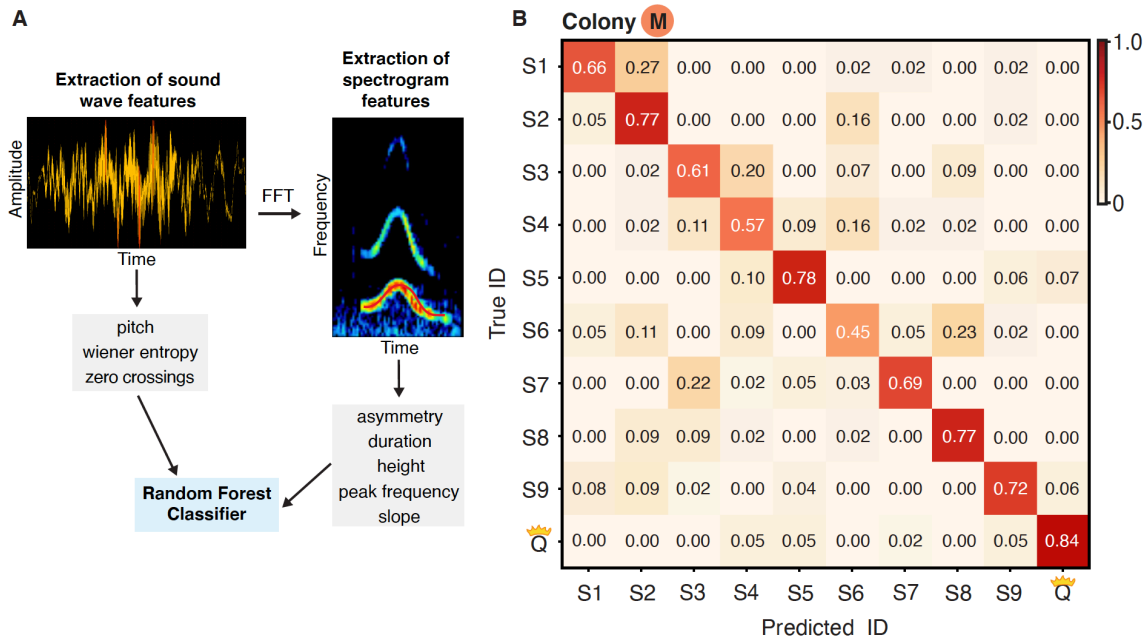 A
Extraction of sound
wave features
Amplitude
Time
FFT
Extraction of
spectrogram
features
Frequency
Time
pitch
wiener entropy
zero crossings
asymmetry
duration
height
peak frequency
slope
Random Forest
Classifier
B
Colony M
True ID
S1 0.66 0.27 0.00 0.00 0.00 0.02 0.02 0.00 0.02 0.00
S2 0.05 0.77 0.00 0.00 0.00 0.16 0.00 0.00 0.02 0.00
S3 0.00 0.02 0.61 0.20 0.00 0.07 0.00 0.09 0.00 0.00
S4 0.00 0.02 0.11 0.57 0.09 0.16 0.02 0.02 0.00 0.00
S5 0.00 0.00 0.00 0.10 0.78 0.00 0.00 0.00 0.06 0.07
S6 0.05 0.11 0.00 0.09 0.00 0.45 0.05 0.23 0.02 0.00
S7 0.00 0.00 0.22 0.02 0.05 0.03 0.69 0.00 0.00 0.00
S8 0.00 0.09 0.09 0.02 0.00 0.02 0.00 0.77 0.00 0.00
S9 0.08 0.09 0.02 0.00 0.04 0.00 0.00 0.00 0.72 0.06
Q 0.00 0.00 0.00 0.05 0.05 0.00 0.02 0.00 0.05 0.84
S1 S2 S3 S4 S5 S6 S7 S8 S9 Q
Predicted ID
1.0
0.5
0